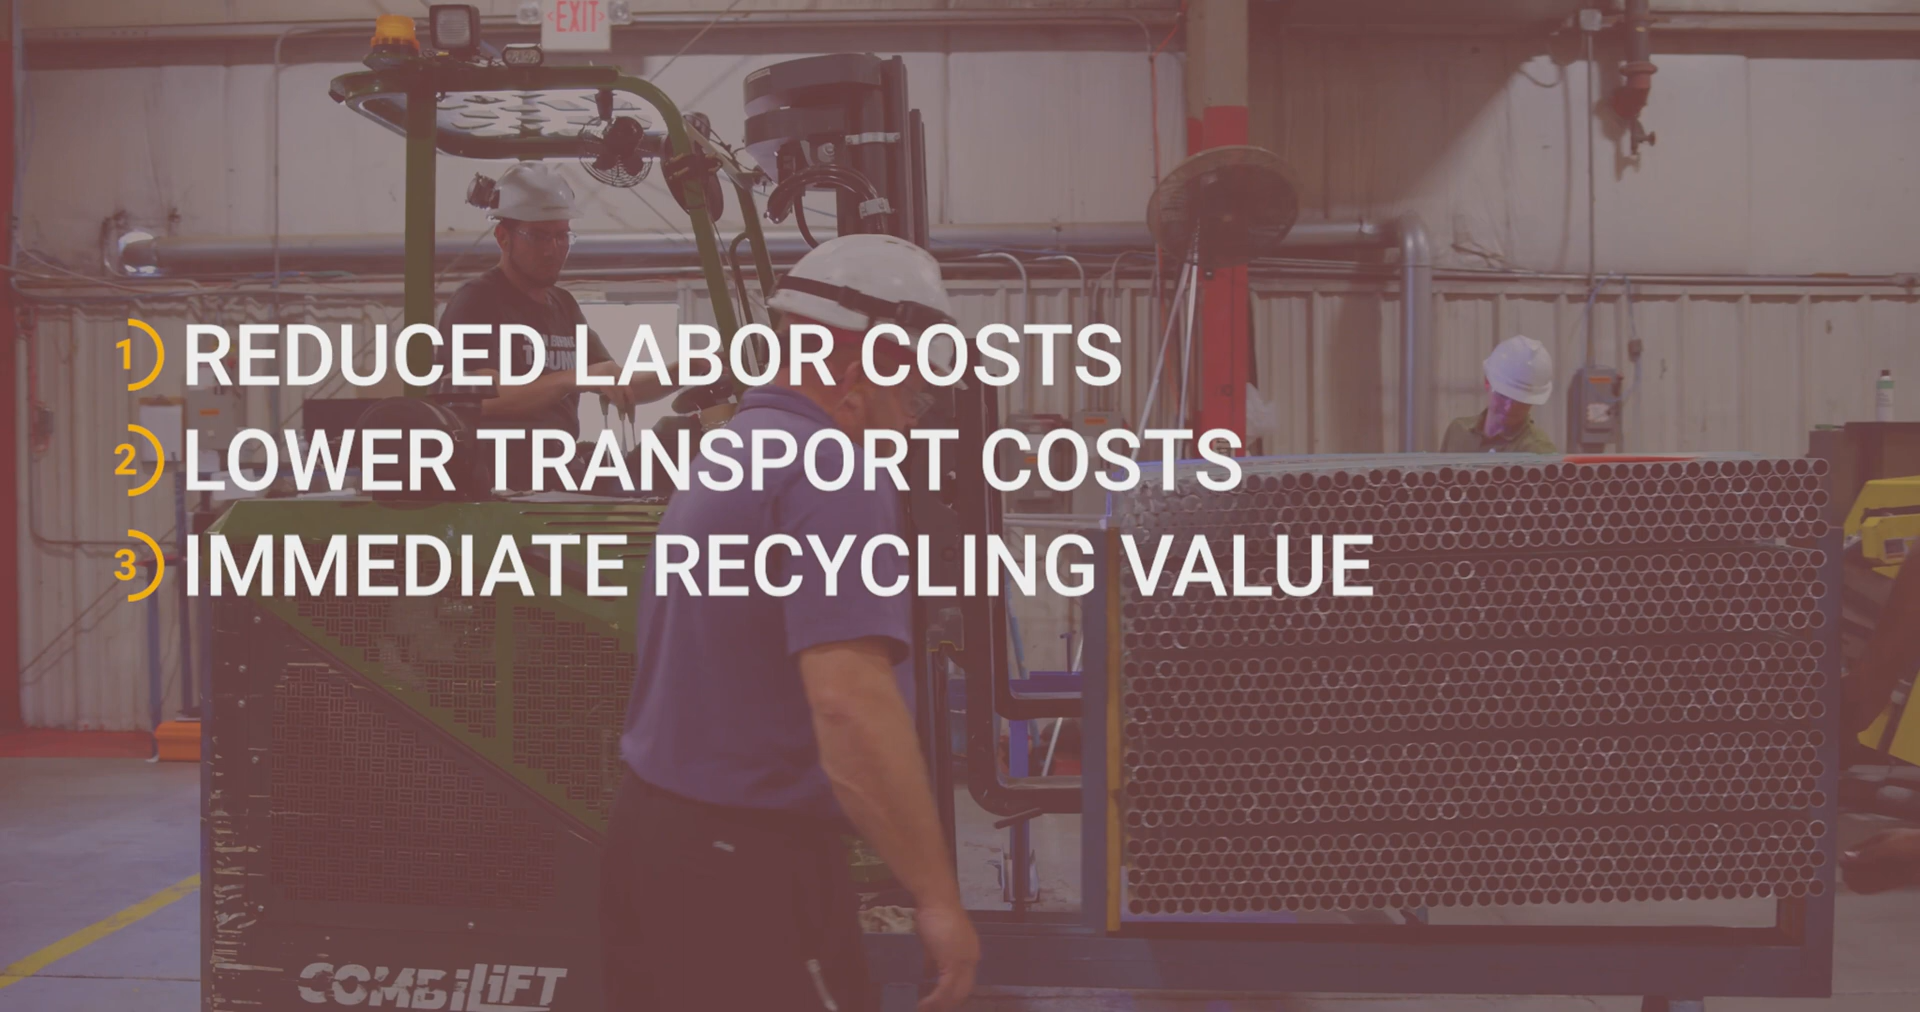 EXIT
1) REDUCED LABOR COSTS
2) LOWER TRANSPORT COSTS
3) IMMEDIATE RECYCLING VALUE
COMBiLiFT